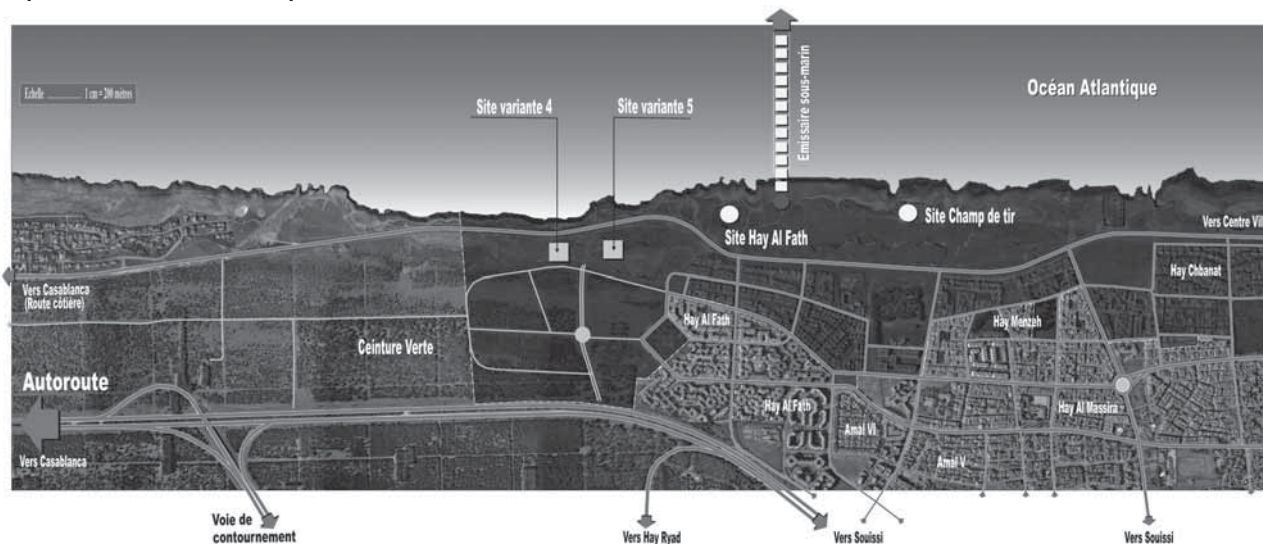 Echelle 1 cm = 200 mètres
Océan Atlantique
Emissaire sous-marin
Site variante 4
Site variante 5
Site Champ de tir
Site Hay Al Fath
Vers Centre Vil
Vers Casablanca
(Route côtière)
Hay Chbanat
Hay Al Fath
Hay Menzeh
Ceinture Verte
Autoroute
Hay Al Fath
Hay Al Massira
Amal VI
Vers Casablanca
Amal V
Voie de
contournement
Vers Hay Ryad
Vers Souissi
Vers Souissi